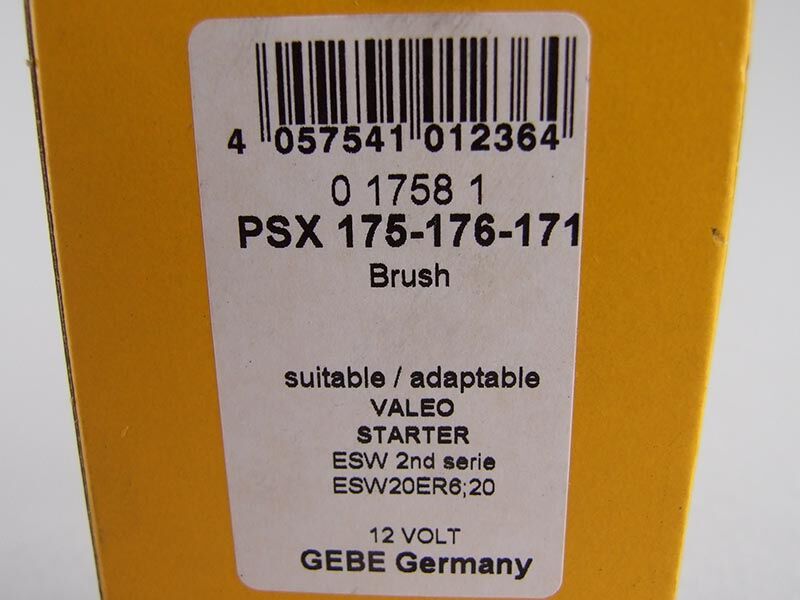 4 057541 012364
0 1758 1
PSX 175-176-171
Brush
suitable / adaptable
VALEO
STARTER
ESW 2nd serie
ESW20ER6;20
12 VOLT
GEBE Germany